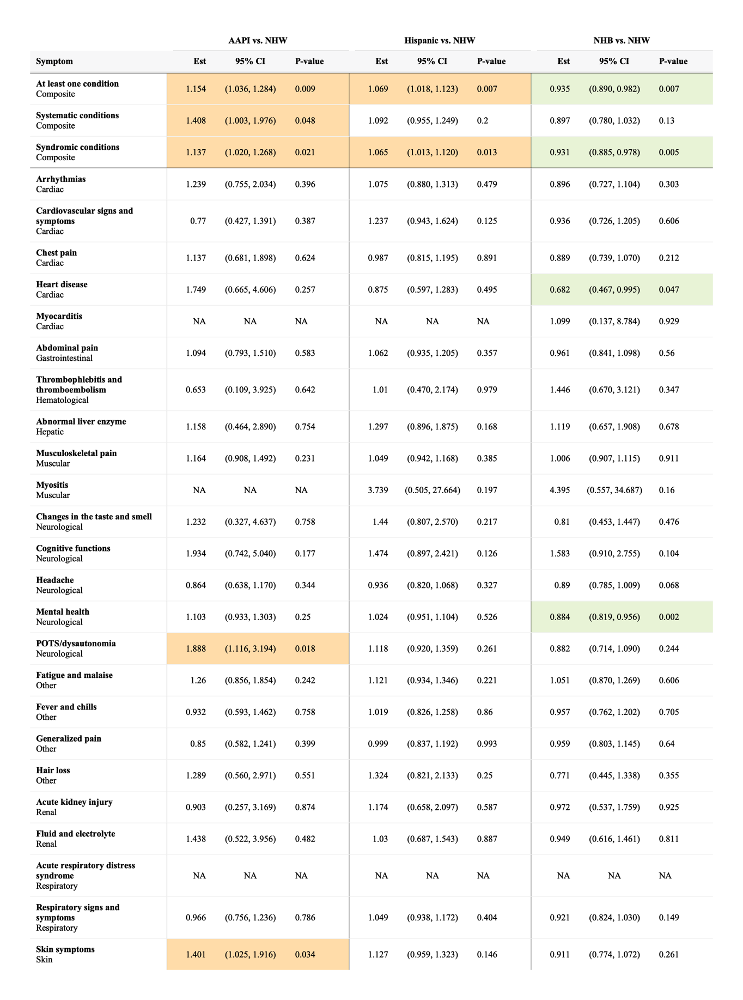 AAPI vs. NHW Hispanic vs. NHW NHB vs. NHW
Symptom Est 95% CI P-value Est 95% CI P-value Est 95% CI P-value
At least one condition
Composite
1.154 (1.036, 1.284) 0.009 1.069 (1.018, 1.123) 0.007 0.935 (0.890, 0.982) 0.007
Systematic conditions
Composite
1.408 (1.003, 1.976) 0.048 1.092 (0.955, 1.249) 0.2 0.897 (0.780, 1.032) 0.13
Syndromic conditions
Composite
1.137 (1.020, 1.268) 0.021 1.065 (1.013, 1.120) 0.013 0.931 (0.885, 0.978) 0.005
Arrhythmias
Cardiac
1.239 (0.755, 2.034) 0.396 1.075 (0.880, 1.313) 0.479 0.896 (0.727, 1.104) 0.303
Cardiovascular signs and
symptoms
Cardiac
0.77 (0.427, 1.391) 0.387 1.237 (0.943, 1.624) 0.125 0.936 (0.726, 1.205) 0.606
Chest pain
Cardiac
1.137 (0.681, 1.898) 0.624 0.987 (0.815, 1.195) 0.891 0.889 (0.739, 1.070) 0.212
Heart disease
Cardiac
1.749 (0.665, 4.606) 0.257 0.875 (0.597, 1.283) 0.495 0.682 (0.467, 0.995) 0.047
Myocarditis
Cardiac
NA NA NA NA NA NA 1.099 (0.137, 8.784) 0.929
Abdominal pain
Gastrointestinal
1.094 (0.793, 1.510) 0.583 1.062 (0.935, 1.205) 0.357 0.961 (0.841, 1.098) 0.56
Thrombophlebitis and
thromboembolism
Hematological
0.653 (0.109, 3.925) 0.642 1.01 (0.470, 2.174) 0.979 1.446 (0.670, 3.121) 0.347
Abnormal liver enzyme
Hepatic
1.158 (0.464, 2.890) 0.754 1.297 (0.896, 1.875) 0.168 1.119 (0.657, 1.908) 0.678
Musculoskeletal pain
Muscular
1.164 (0.908, 1.492) 0.231 1.049 (0.942, 1.168) 0.385 1.006 (0.907, 1.115) 0.911
Myositis
Muscular
NA NA NA 3.739 (0.505, 27.664) 0.197 4.395 (0.557, 34.687) 0.16
Changes in the taste and smell
Neurological
1.232 (0.327, 4.637) 0.758 1.44 (0.807, 2.570) 0.217 0.81 (0.453, 1.447) 0.476
Cognitive functions
Neurological
1.934 (0.742, 5.040) 0.177 1.474 (0.897, 2.421) 0.126 1.583 (0.910, 2.755) 0.104
Headache
Neurological
0.864 (0.638, 1.170) 0.344 0.936 (0.820, 1.068) 0.327 0.89 (0.785, 1.009) 0.068
Mental health
Neurological
1.103 (0.933, 1.303) 0.25 1.024 (0.951, 1.104) 0.526 0.884 (0.819, 0.956) 0.002
POTS/dysautonomia
Neurological
1.888 (1.116, 3.194) 0.018 1.118 (0.920, 1.359) 0.261 0.882 (0.714, 1.090) 0.244
Fatigue and malaise
Other
1.26 (0.856, 1.854) 0.242 1.121 (0.934, 1.346) 0.221 1.051 (0.870, 1.269) 0.606
Fever and chills
Other
0.932 (0.593, 1.462) 0.758 1.019 (0.826, 1.258) 0.86 0.957 (0.762, 1.202) 0.705
Generalized pain
Other
0.85 (0.582, 1.241) 0.399 0.999 (0.837, 1.192) 0.993 0.959 (0.803, 1.145) 0.64
Hair loss
Other
1.289 (0.560, 2.971) 0.551 1.324 (0.821, 2.133) 0.25 0.771 (0.445, 1.338) 0.355
Acute kidney injury
Renal
0.903 (0.257, 3.169) 0.874 1.174 (0.658, 2.097) 0.587 0.972 (0.537, 1.759) 0.925
Fluid and electrolyte
Renal
1.438 (0.522, 3.956) 0.482 1.03 (0.687, 1.543) 0.887 0.949 (0.616, 1.461) 0.811
Acute respiratory distress
syndrome
Respiratory
NA NA NA NA NA NA NA NA NA
Respiratory signs and
symptoms
Respiratory
0.966 (0.756, 1.236) 0.786 1.049 (0.938, 1.172) 0.404 0.921 (0.824, 1.030) 0.149
Skin symptoms
Skin
1.401 (1.025, 1.916) 0.034 1.127 (0.959, 1.323) 0.146 0.911 (0.774, 1.072) 0.261